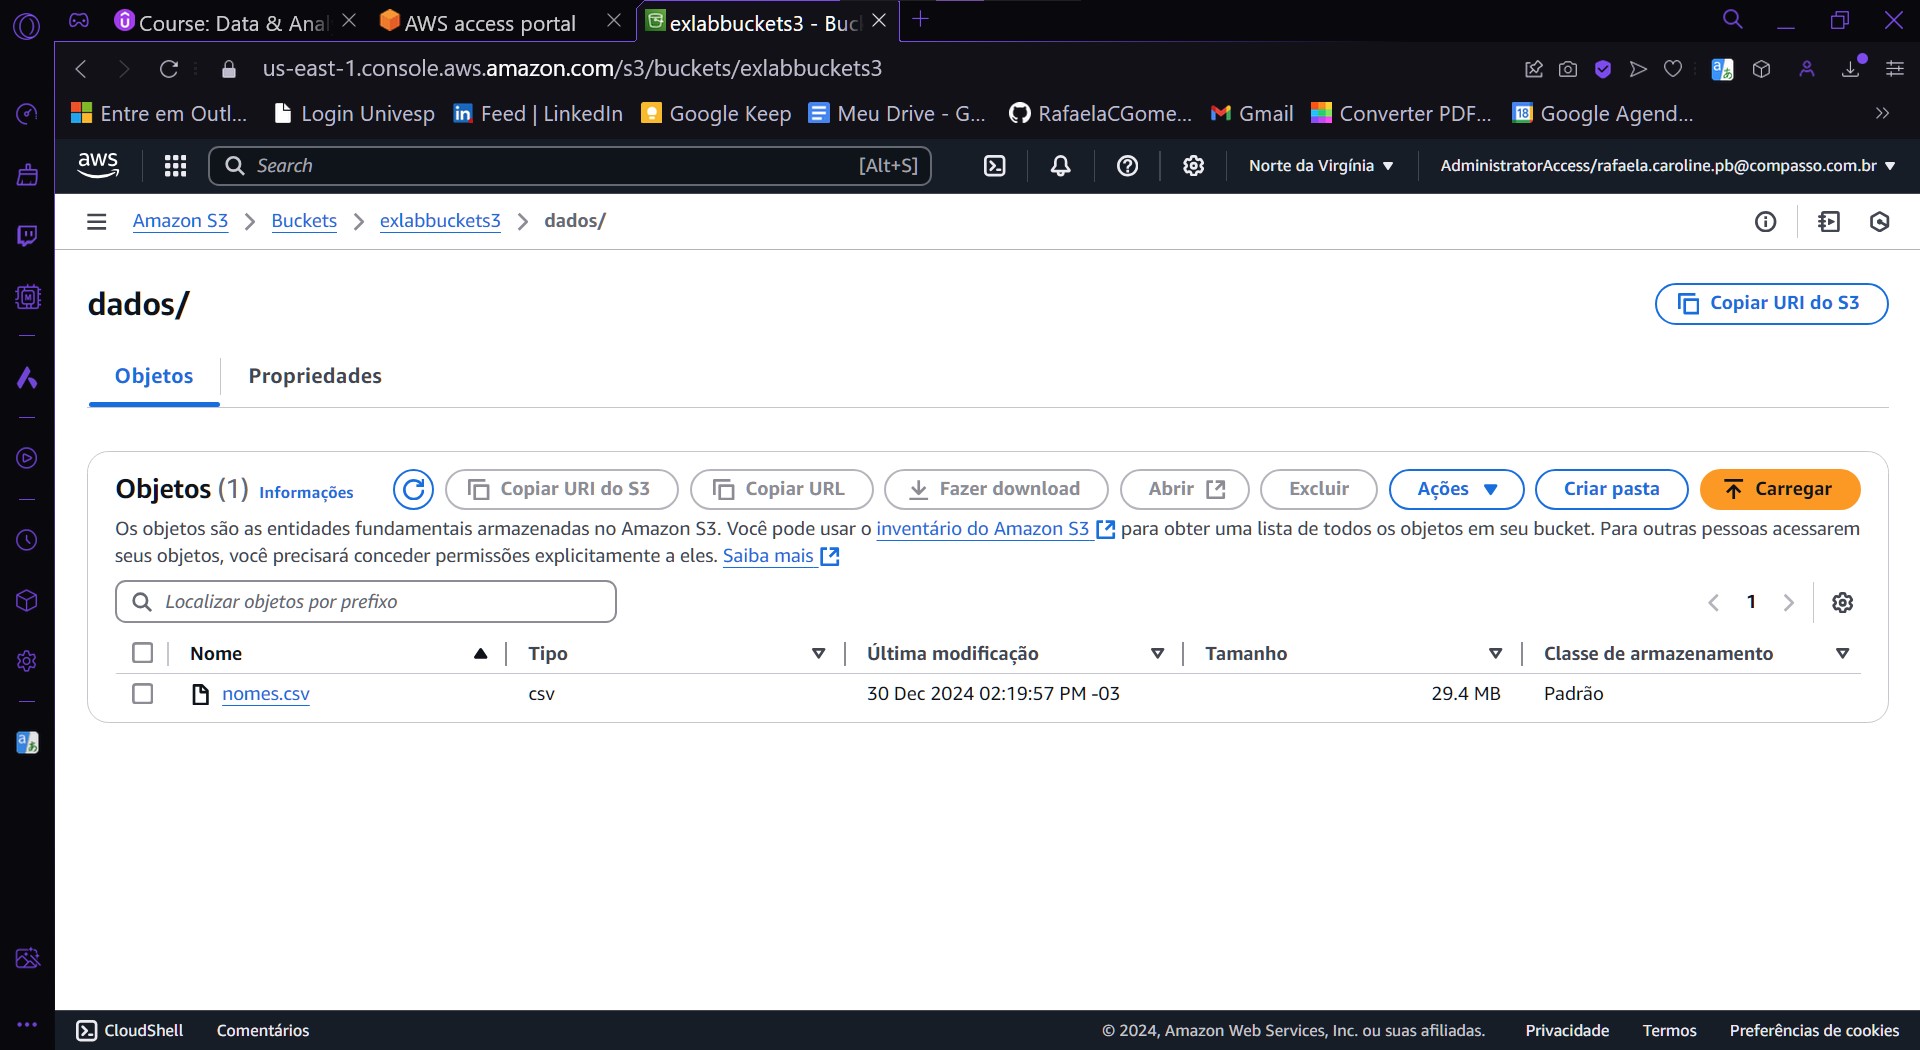 Course: Data & Anal
AWS access portal
exlabbuckets3 - Buc
us-east-1.console.aws.amazon.com/s3/buckets/exlabbuckets3
Entre em Outl...
Login Univesp
Feed | LinkedIn
Google Keep
Meu Drive - G...
RafaelaCGome...
Gmail
Converter PDF...
Google Agend...
aws
Search
[Alt+S]
Norte da Virgínia
AdministratorAccess/rafaela.caroline.pb@compasso.com.br
Amazon S3
Buckets
exlabbuckets3
dados/
dados/
Copiar URI do S3
Objetos
Propriedades
Objetos (1)
Informações
Copiar URI do S3
Copiar URL
Fazer download
Abrir
Excluir
Ações
Criar pasta
Carregar
Os objetos são as entidades fundamentais armazenadas no Amazon S3. Você pode usar o inventário do Amazon S3 para obter uma lista de todos os objetos em seu bucket. Para outras pessoas acessarem
seus objetos, você precisará conceder permissões explicitamente a eles. Saiba mais
Localizar objetos por prefixo
1
Nome
Tipo
Última modificação
Tamanho
Classe de armazenamento
nomes.csv
csv
30 Dec 2024 02:19:57 PM -03
29.4 MB
Padrão
CloudShell
Comentários
© 2024, Amazon Web Services, Inc. ou suas afiliadas.
Privacidade
Termos
Preferências de cookies